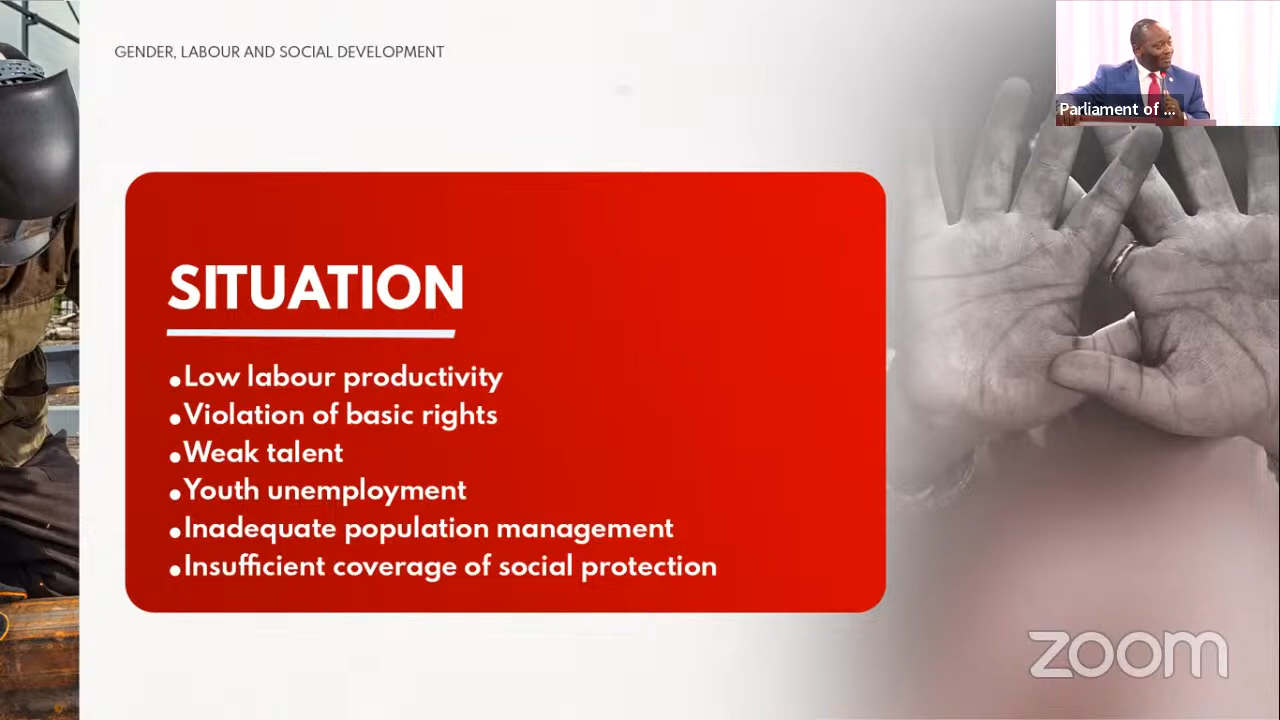 GENDER, LABOUR AND SOCIAL DEVELOPMENT
Parliament of ...
SITUATION
•Low labour productivity
•Violation of basic rights
•Weak talent
•Youth unemployment
•Inadequate population management
•Insufficient coverage of social protection
zoom